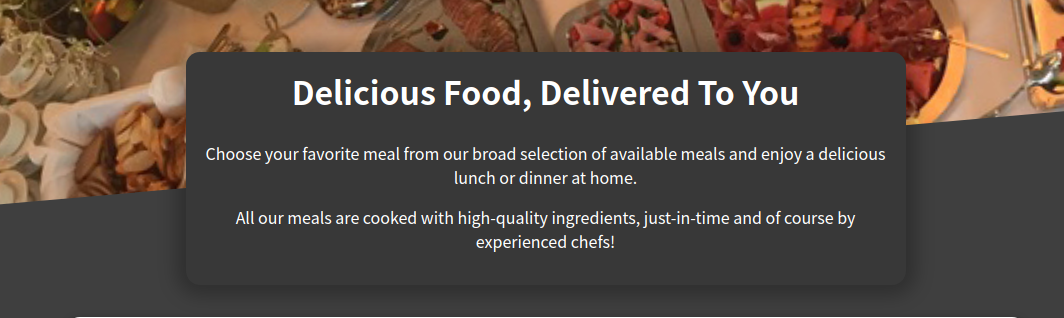 Delicious Food, Delivered To You
Choose your favorite meal from our broad selection of available meals and enjoy a delicious
lunch or dinner at home.
All our meals are cooked with high-quality ingredients, just-in-time and of course by
experienced chefs!